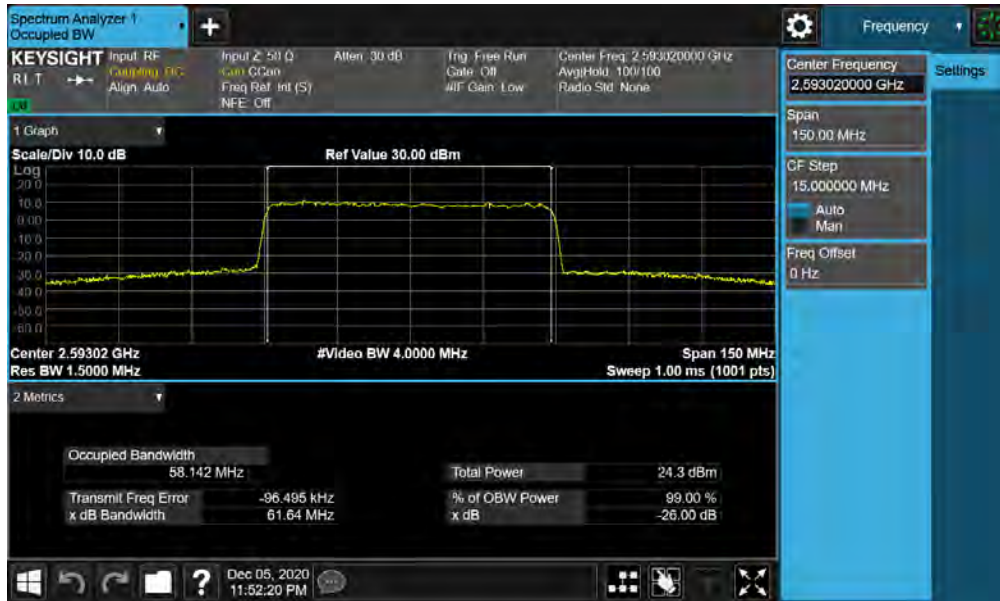 Spectrum Analyzer 1
Occupied BW
Frequency
KEYSIGHT
Input: RF
Coupling: DC
Align: Auto
Input Z: 50 Ω
Corr CCorr
Freq Ref: Int (S)
NFE: Off
Atten: 30 dB
Trig: Free Run
Gate: Off
#IF Gain: Low
Center Freq: 2.593020000 GHz
Avg|Hold: 100/100
Radio Std: None
RLT
Center Frequency
2.593020000 GHz
Settings
Span
150.00 MHz
CF Step
15.000000 MHz
Auto
Man
Freq Offset
0 Hz
1 Graph
Scale/Div 10.0 dB
Ref Value 30.00 dBm
Log
20.0
10.0
0.00
-10.0
-20.0
-30.0
-40.0
-50.0
-60.0
Center 2.59302 GHz
#Video BW 4.0000 MHz
Span 150 MHz
Res BW 1.5000 MHz
Sweep 1.00 ms (1001 pts)
2 Metrics
Occupied Bandwidth
58.142 MHz
Total Power 24.3 dBm
Transmit Freq Error -96.495 kHz
% of OBW Power 99.00 %
x dB Bandwidth 61.64 MHz
x dB -26.00 dB
Dec 05, 2020
11:52:20 PM